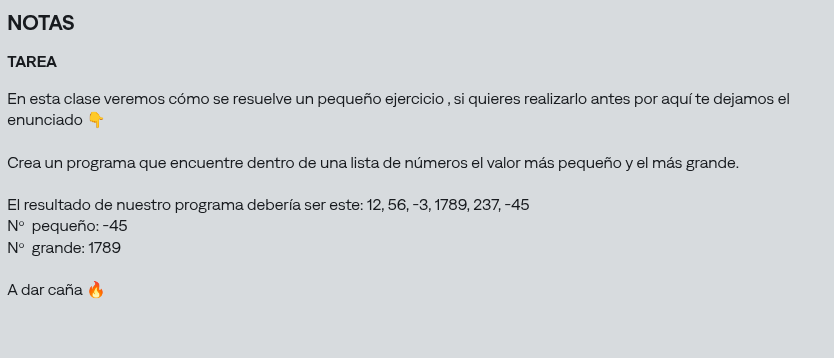 NOTAS
TAREA
En esta clase veremos cómo se resuelve un pequeño ejercicio , si quieres realizarlo antes por aquí te dejamos el
enunciado 👇
Crea un programa que encuentre dentro de una lista de números el valor más pequeño y el más grande.
El resultado de nuestro programa debería ser este: 12, 56, -3, 1789, 237, -45
Nº  pequeño: -45
Nº  grande: 1789
A dar caña 🔥